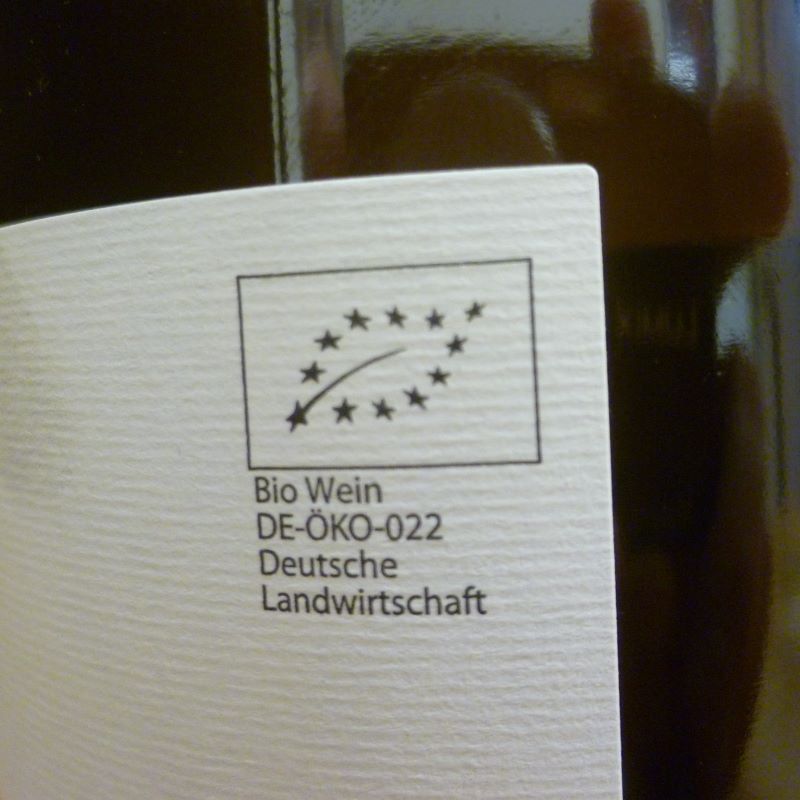 Bio Wein
DE-ÖKO-022
Deutsche
Landwirtschaft